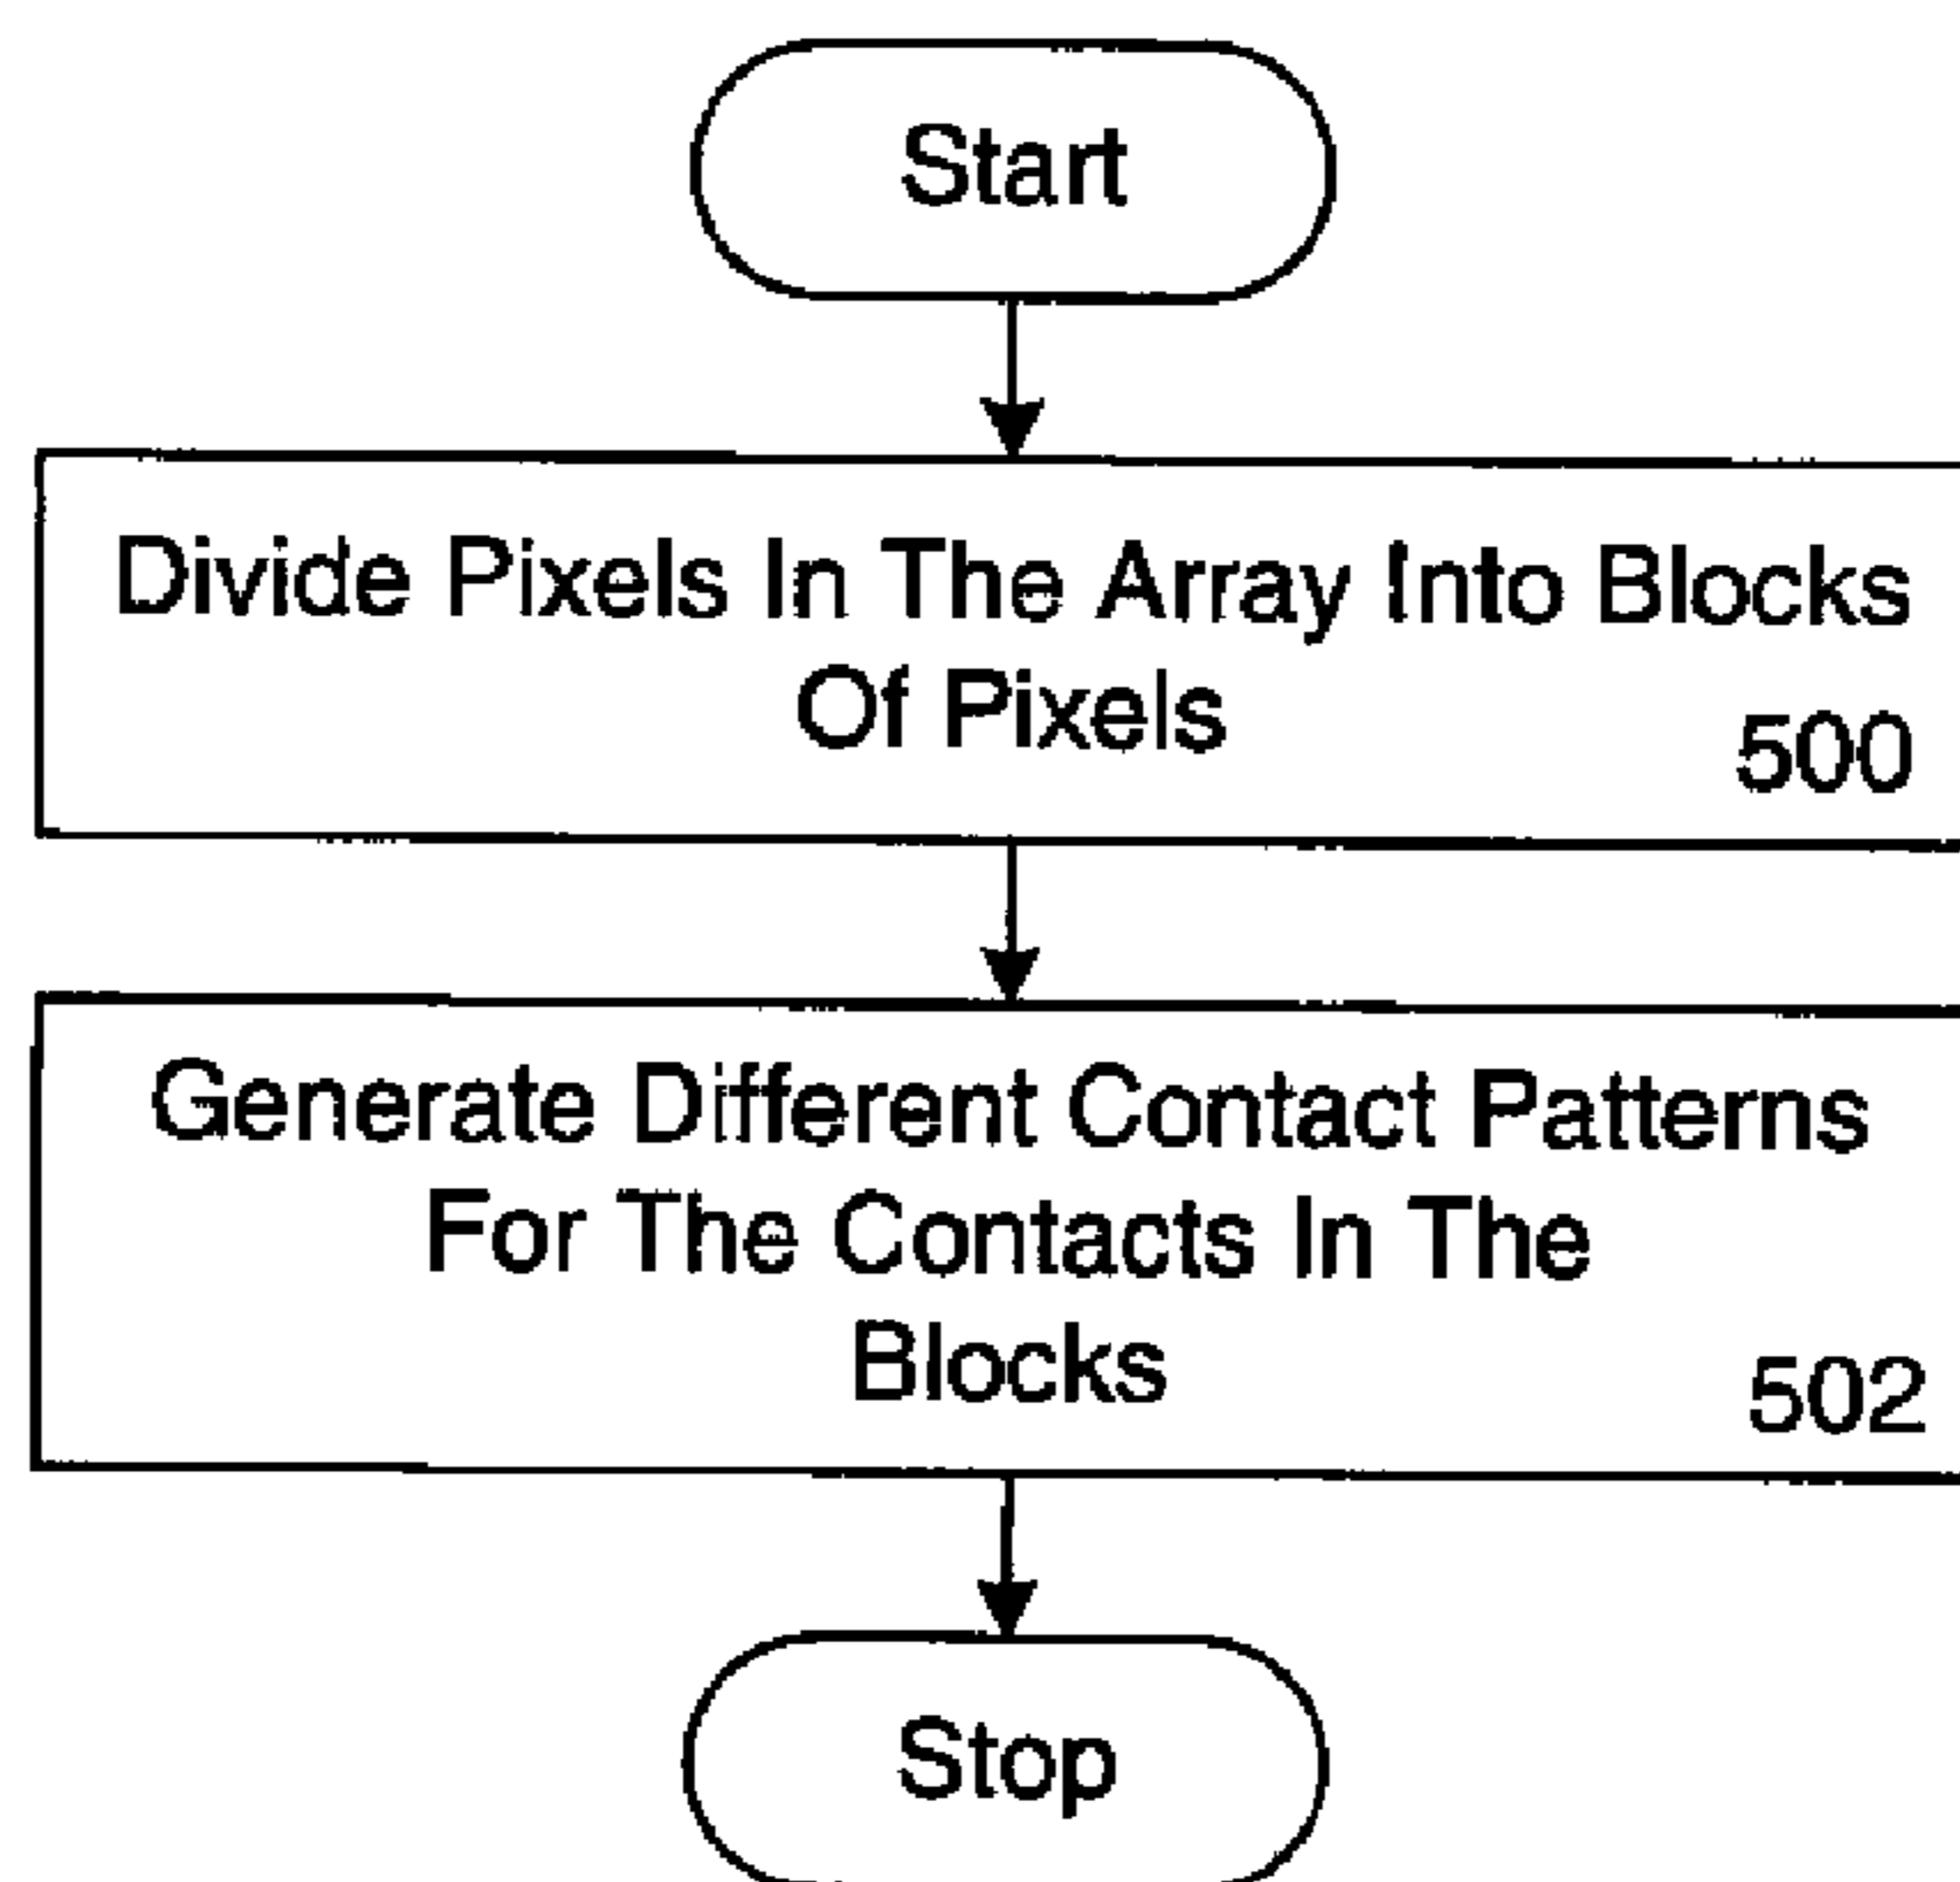 Start
Divide Pixels In The Array Into Blocks
Of Pixels
500
Generate Different Contact Patterns
For The Contacts In The
Blocks
502
Stop